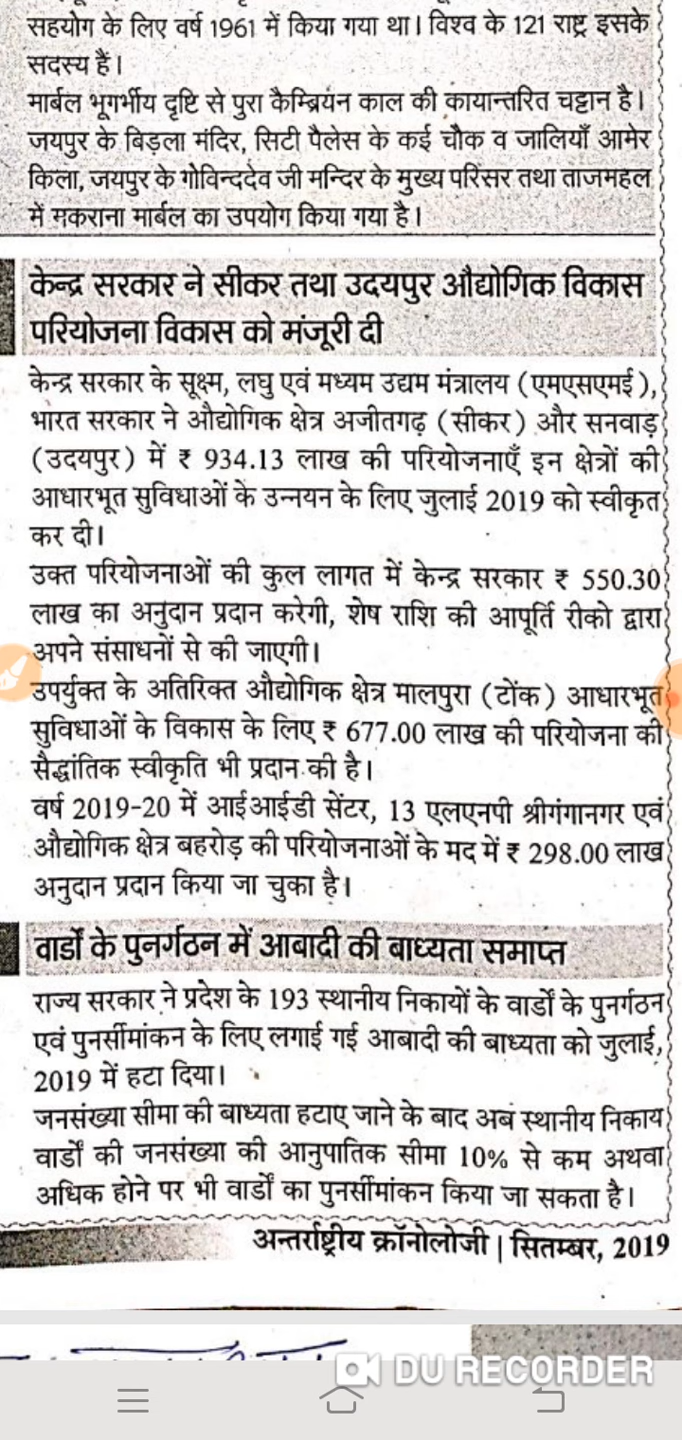 सहयोग के लिए वर्ष 1961 में किया गया था। विश्व के 121 राष्ट्र इसके
सदस्य हैं।
मार्बल भूगर्भीय दृष्टि से पुरा कैम्ब्रियन काल की कायान्तरित चट्टान है।
जयपुर के बिड़ला मंदिर, सिटी पैलेस के कई चौक व जालियाँ आमेर
किला, जयपुर के गोविन्ददेव जी मन्दिर के मुख्य परिसर तथा ताजमहल
में मकराना मार्बल का उपयोग किया गया है।
केन्द्र सरकार ने सीकर तथा उदयपुर औद्योगिक विकास
परियोजना विकास को मंजूरी दी
केन्द्र सरकार के सूक्ष्म, लघु एवं मध्यम उद्यम मंत्रालय (एमएसएमई),
भारत सरकार ने औद्योगिक क्षेत्र अजीतगढ़ (सीकर) और सनवाड़
(उदयपुर) में ₹ 934.13 लाख की परियोजनाएँ इन क्षेत्रों की
आधारभूत सुविधाओं के उन्नयन के लिए जुलाई 2019 को स्वीकृत
कर दी।
उक्त परियोजनाओं की कुल लागत में केन्द्र सरकार ₹ 550.30
लाख का अनुदान प्रदान करेगी, शेष राशि की आपूर्ति रीको द्वारा
अपने संसाधनों से की जाएगी।
उपर्युक्त के अतिरिक्त औद्योगिक क्षेत्र मालपुरा (टोंक) आधारभूत
सुविधाओं के विकास के लिए ₹ 677.00 लाख की परियोजना की
सैद्धांतिक स्वीकृति भी प्रदान की है।
वर्ष 2019-20 में आईआईडी सेंटर, 13 एलएनपी श्रीगंगानगर एवं
औद्योगिक क्षेत्र बहरोड़ की परियोजनाओं के मद में ₹ 298.00 लाख
अनुदान प्रदान किया जा चुका है।
वार्डों के पुनर्गठन में आबादी की बाध्यता समाप्त
राज्य सरकार ने प्रदेश के 193 स्थानीय निकायों के वार्डों के पुनर्गठन
एवं पुनर्सीमांकन के लिए लगाई गई आबादी की बाध्यता को जुलाई,
2019 में हटा दिया।
जनसंख्या सीमा की बाध्यता हटाए जाने के बाद अब स्थानीय निकाय
वार्डों की जनसंख्या की आनुपातिक सीमा 10% से कम अथवा
अधिक होने पर भी वार्डों का पुनर्सीमांकन किया जा सकता है।
अन्तर्राष्ट्रीय क्रॉनोलोजी | सितम्बर, 2019
DU RECORDER